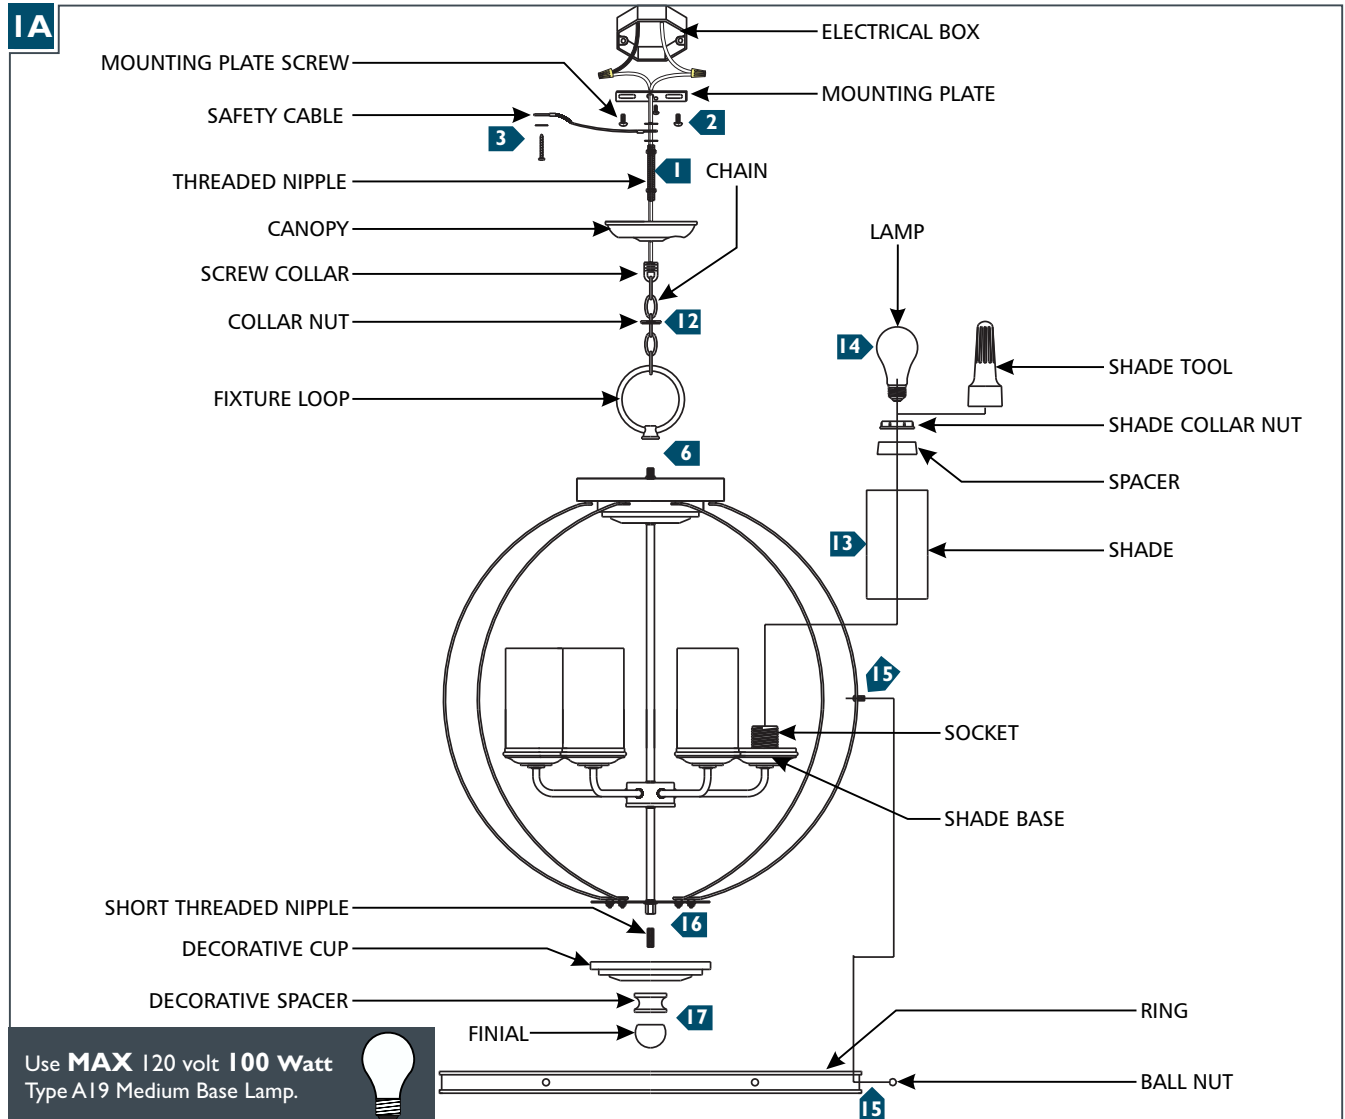 1A
ELECTRICAL BOX
MOUNTING PLATE SCREW
MOUNTING PLATE
SAFETY CABLE
2
3
1
CHAIN
THREADED NIPPLE
CANOPY
LAMP
SCREW COLLAR
COLLAR NUT
12
14
SHADE TOOL
FIXTURE LOOP
SHADE COLLAR NUT
6
SPACER
13
SHADE
15
SOCKET
SHADE BASE
SHORT THREADED NIPPLE
16
DECORATIVE CUP
DECORATIVE SPACER
17
RING
FINIAL
Use MAX 120 volt 100 Watt
Type A19 Medium Base Lamp.
BALL NUT
15